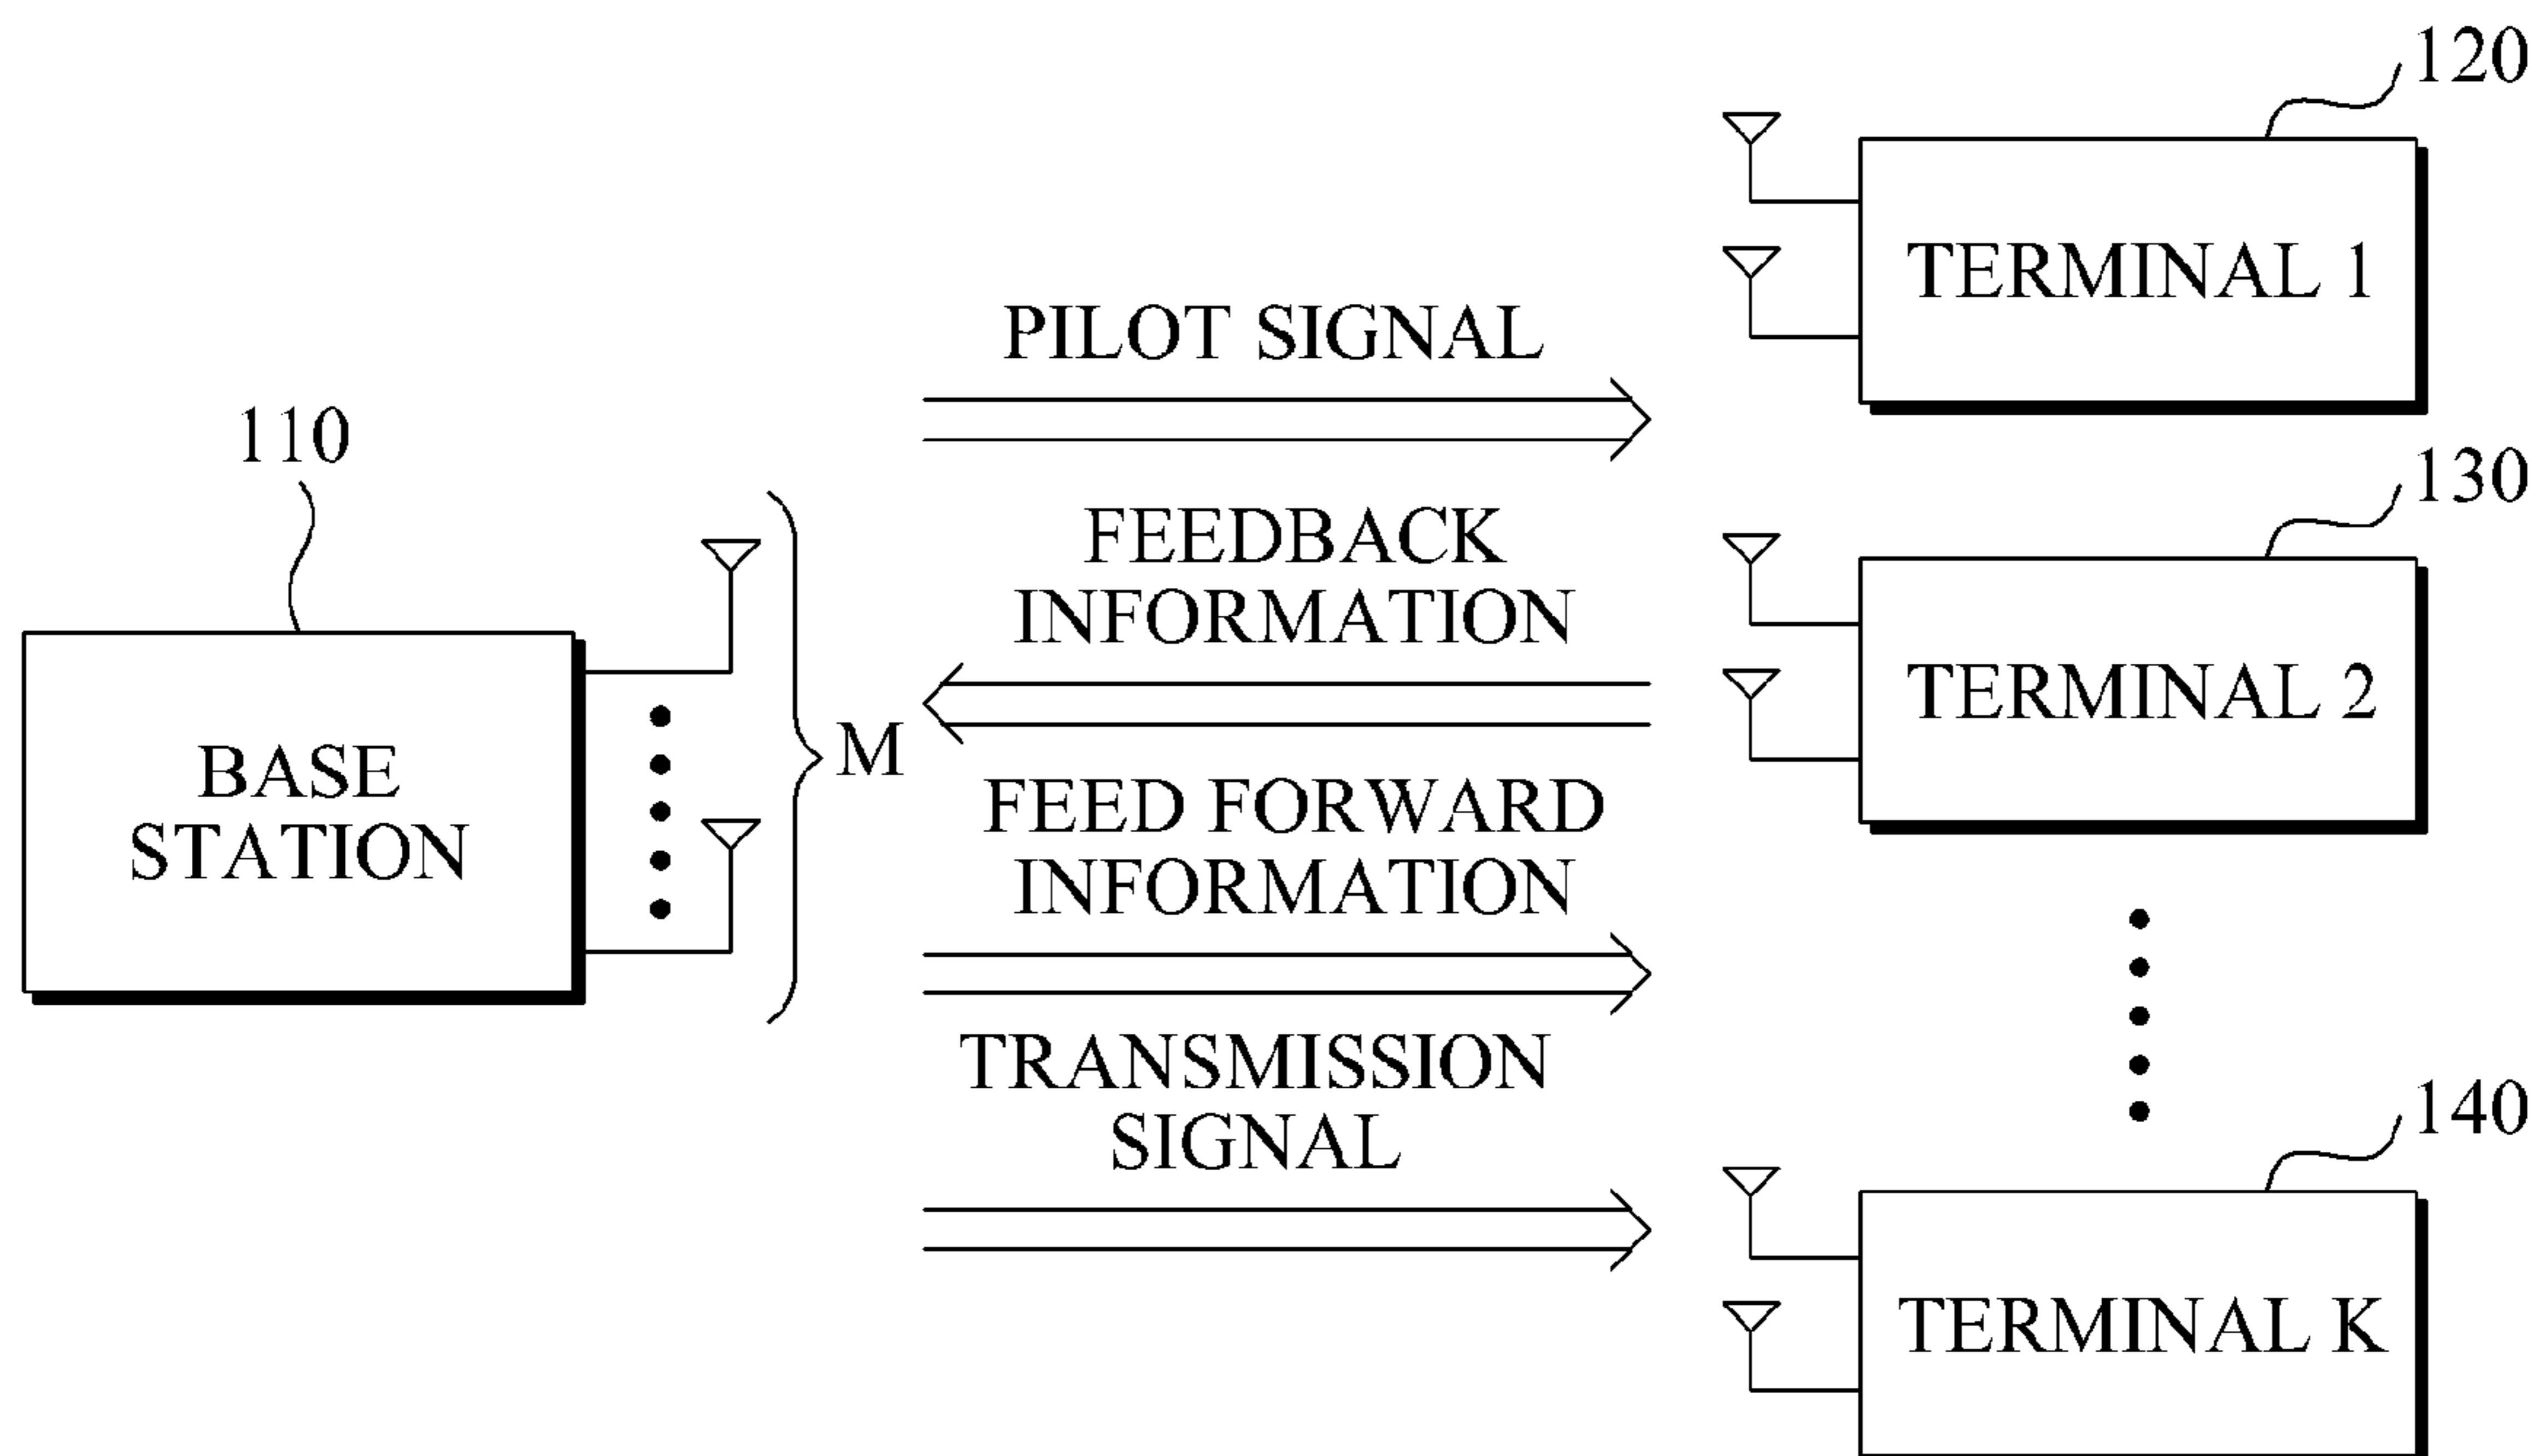 110
BASE
STATION
M
PILOT SIGNAL
FEEDBACK
INFORMATION
FEED FORWARD
INFORMATION
TRANSMISSION
SIGNAL
120
TERMINAL 1
130
TERMINAL 2
140
TERMINAL K